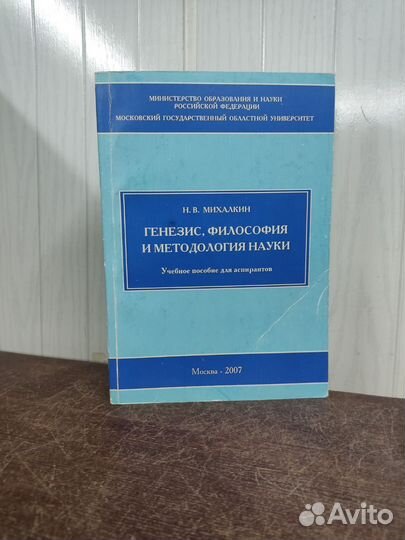 МИНИСТЕРСТВО ОБРАЗОВАНИЯ И НАУКИ
РОССИЙСКОЙ ФЕДЕРАЦИИ
МОСКОВСКИЙ ГОСУДАРСТВЕННЫЙ ОБЛАСТНОЙ УНИВЕРСИТЕТ
Н. В. МИХАЛКИН
ГЕНЕЗИС, ФИЛОСОФИЯ
И МЕТОДОЛОГИЯ НАУКИ
Учебное пособие для аспирантов
Москва - 2007
Avito